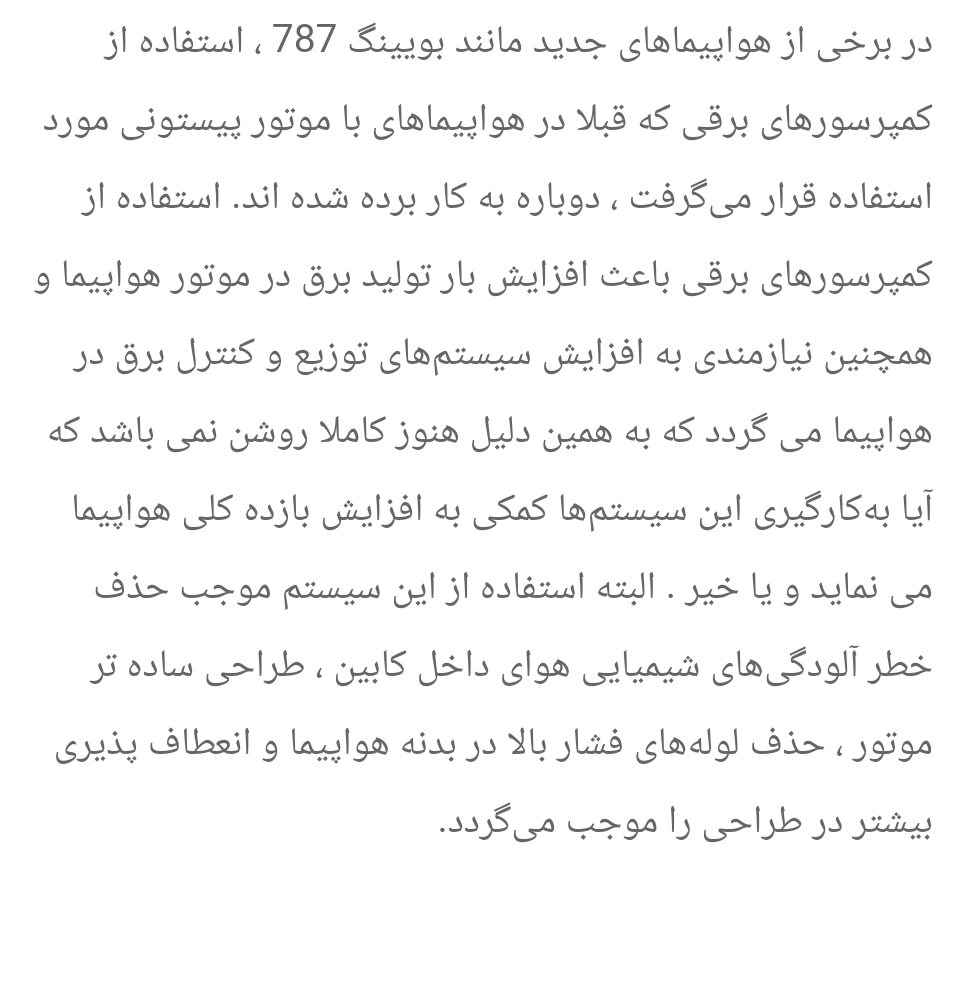 در برخی از هواپیماهای جدید مانند بویینگ 787 ، استفاده از
کمپرسورهای برقی که قبلا در هواپیماهای با موتور پیستونی مورد
استفاده قرار می‌گرفت ، دوباره به کار برده شده اند. استفاده از
کمپرسورهای برقی باعث افزایش بار تولید برق در موتور هواپیما و
همچنین نیازمندی به افزایش سیستم‌های توزیع و کنترل برق در
هواپیما می گردد که به همین دلیل هنوز کاملا روشن نمی باشد که
آیا به‌کارگیری این سیستم‌ها کمکی به افزایش بازده کلی هواپیما
می نماید و یا خیر . البته استفاده از این سیستم موجب حذف
خطر آلودگی‌های شیمیایی هوای داخل کابین ، طراحی ساده تر
موتور ، حذف لوله‌های فشار بالا در بدنه هواپیما و انعطاف پذیری
بیشتر در طراحی را موجب می‌گردد.